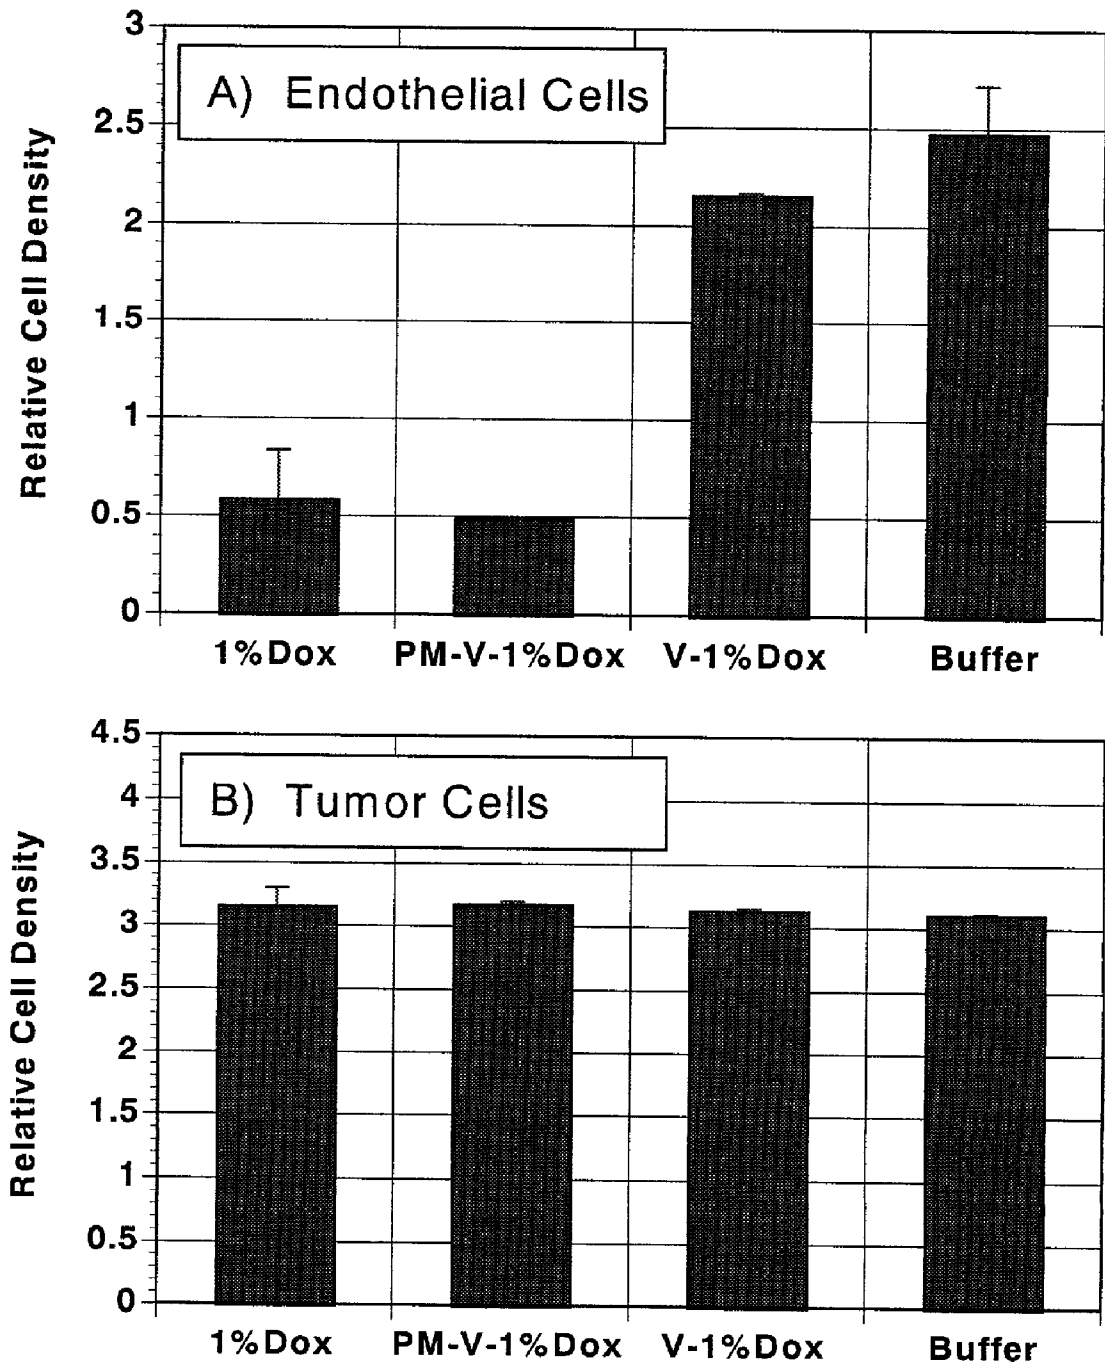 A) Endothelial Cells
Relative Cell Density
3
2.5
2
1.5
1
0.5
0
1%Dox PM-V-1%Dox V-1%Dox Buffer
B) Tumor Cells
Relative Cell Density
4.5
4
3.5
3
2.5
2
1.5
1
0.5
0
1%Dox PM-V-1%Dox V-1%Dox Buffer